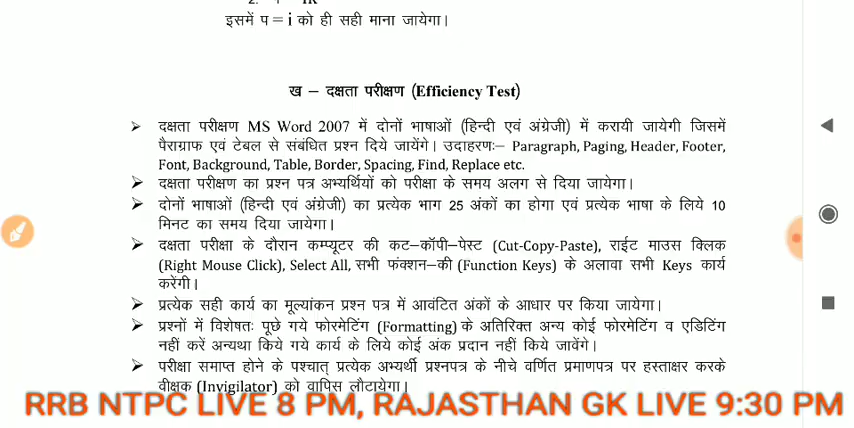 इसमें प = i को ही सही माना जायेगा।
ख – दक्षता परीक्षण (Efficiency Test)
➢ दक्षता परीक्षण MS Word 2007 में दोनों भाषाओं (हिन्दी एवं अंग्रेजी) में करायी जायेगी जिसमें
पैराग्राफ एवं टेबल से संबंधित प्रश्न दिये जायेंगे। उदाहरणः– Paragraph, Paging, Header, Footer,
Font, Background, Table, Border, Spacing, Find, Replace etc.
➢ दक्षता परीक्षण का प्रश्न पत्र अभ्यर्थियों को परीक्षा के समय अलग से दिया जायेगा।
➢ दोनों भाषाओं (हिन्दी एवं अंग्रेजी) का प्रत्येक भाग 25 अंकों का होगा एवं प्रत्येक भाषा के लिये 10
मिनट का समय दिया जायेगा।
➢ दक्षता परीक्षा के दौरान कम्प्यूटर की कट–कॉपी–पेस्ट (Cut-Copy-Paste), राईट माउस क्लिक
(Right Mouse Click), Select All, सभी फंक्शन–की (Function Keys) के अलावा सभी Keys कार्य
करेंगी।
➢ प्रत्येक सही कार्य का मूल्यांकन प्रश्न पत्र में आवंटित अंकों के आधार पर किया जायेगा।
➢ प्रश्नों में विशेषतः पूछे गये फोरमेटिंग (Formatting) के अतिरिक्त अन्य कोई फोरमेटिंग व एडिटिंग
नहीं करें अन्यथा किये गये कार्य के लिये कोई अंक प्रदान नहीं किये जावेंगे।
➢ परीक्षा समाप्त होने के पश्चात् प्रत्येक अभ्यर्थी प्रश्नपत्र के नीचे वर्णित प्रमाणपत्र पर हस्ताक्षर करके
वीक्षक (Invigilator) को वापिस लौटायेगा।
RRB NTPC LIVE 8 PM, RAJASTHAN GK LIVE 9:30 PM